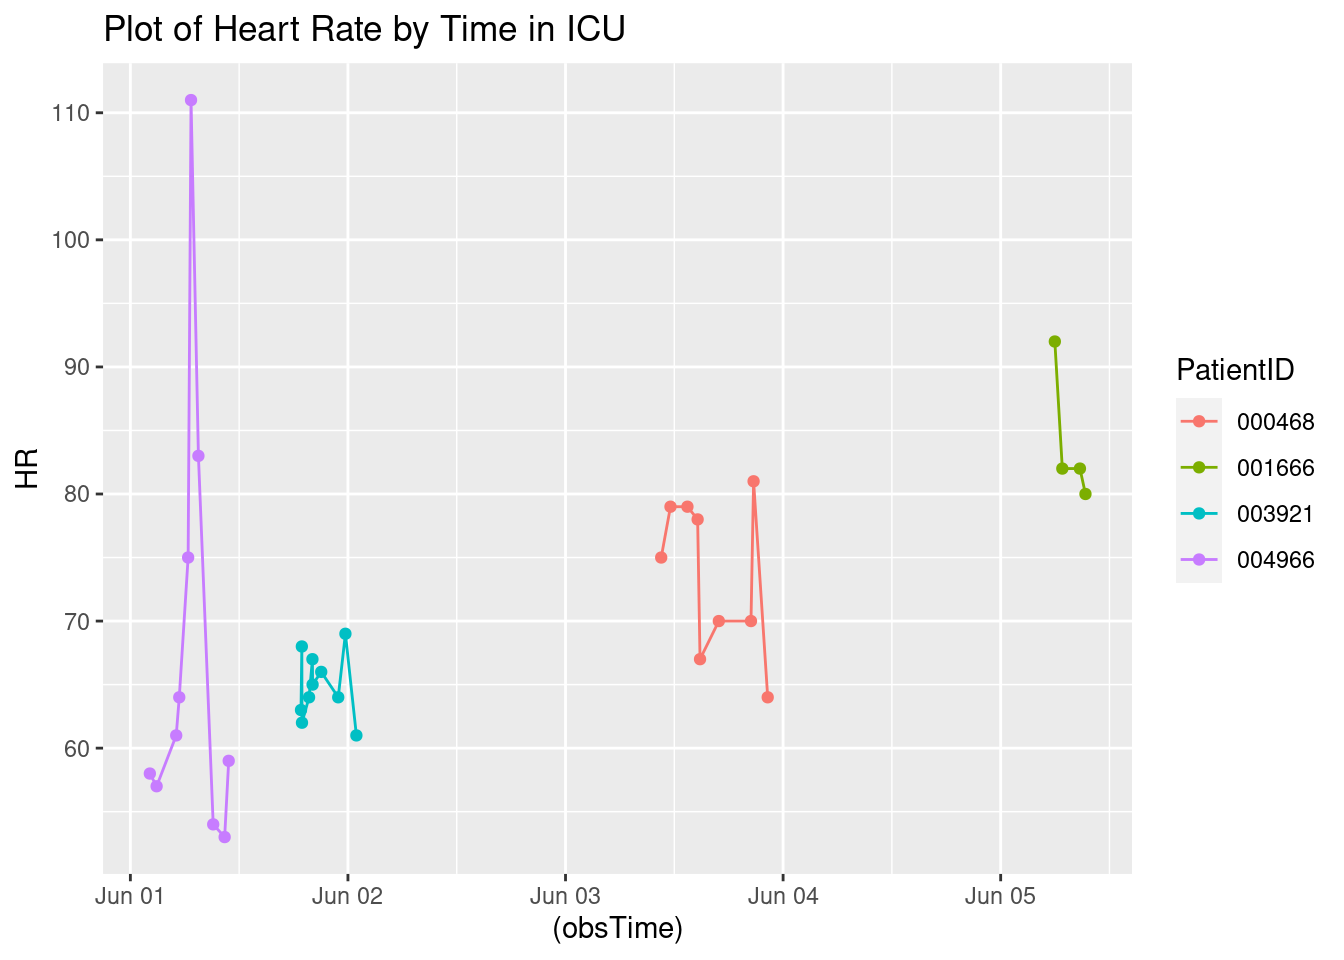 Plot of Heart Rate by Time in ICU
110
100
90
80
70
60
HR
Jun 01
Jun 02
Jun 03
Jun 04
Jun 05
(obsTime)
PatientID
000468
001666
003921
004966